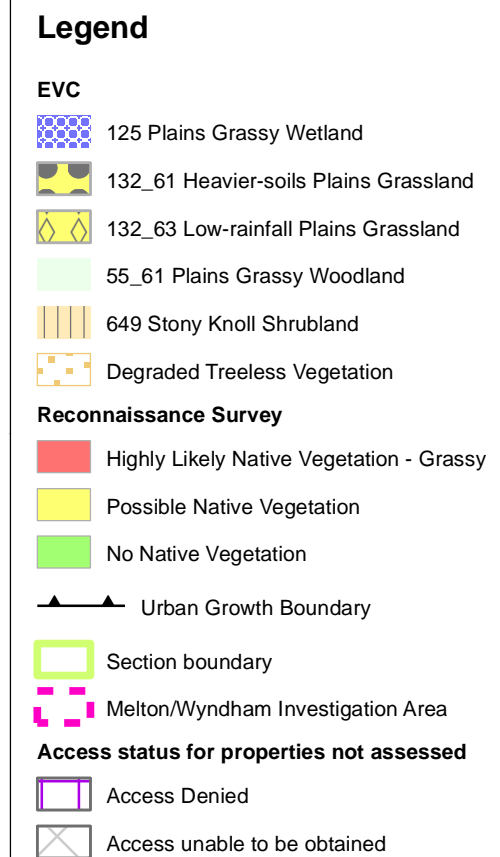 Legend
EVC
125 Plains Grassy Wetland
132_61 Heavier-soils Plains Grassland
132_63 Low-rainfall Plains Grassland
55_61 Plains Grassy Woodland
649 Stony Knoll Shrubland
Degraded Treeless Vegetation
Reconnaissance Survey
Highly Likely Native Vegetation - Grassy
Possible Native Vegetation
No Native Vegetation
Urban Growth Boundary
Section boundary
Melton/Wyndham Investigation Area
Access status for properties not assessed
Access Denied
Access unable to be obtained